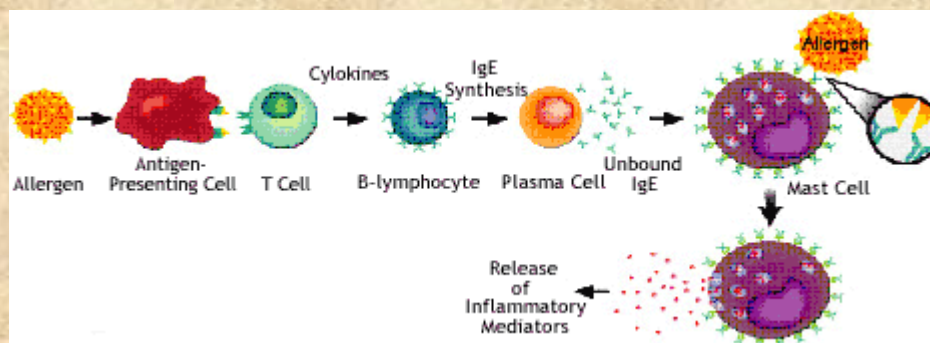 Allergen
Cylokines
IgE
Synthesis
Allergen
Antigen-
Presenting Cell
T Cell
B-lymphocyte
Plasma Cell
Unbound
IgE
Mast Cell
Release
of
Inflammatory
Mediators